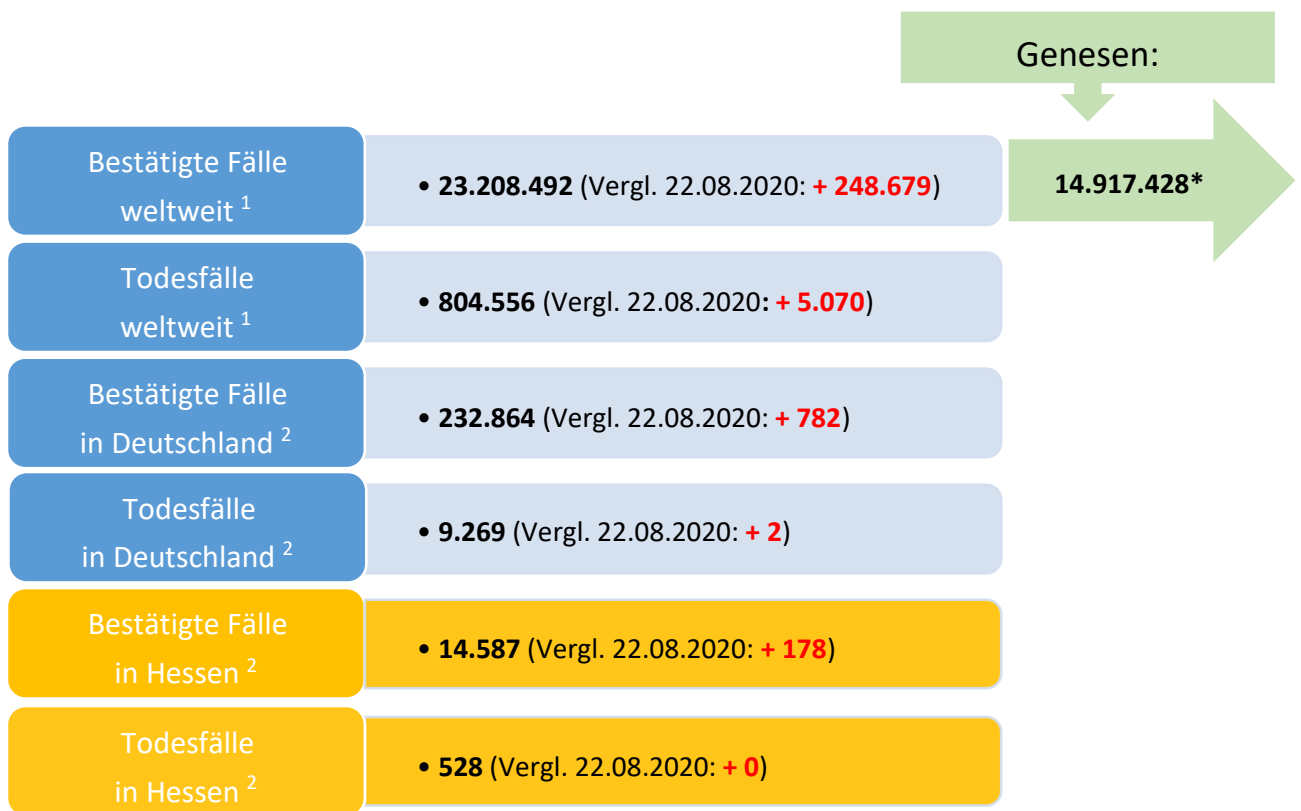 Genesen:
Bestätigte Fälle
weltweit ¹
• 23.208.492 (Vergl. 22.08.2020: + 248.679)
14.917.428*
Todesfälle
weltweit ¹
• 804.556 (Vergl. 22.08.2020: + 5.070)
Bestätigte Fälle
in Deutschland ²
• 232.864 (Vergl. 22.08.2020: + 782)
Todesfälle
in Deutschland ²
• 9.269 (Vergl. 22.08.2020: + 2)
Bestätigte Fälle
in Hessen ²
• 14.587 (Vergl. 22.08.2020: + 178)
Todesfälle
in Hessen ²
• 528 (Vergl. 22.08.2020: + 0)